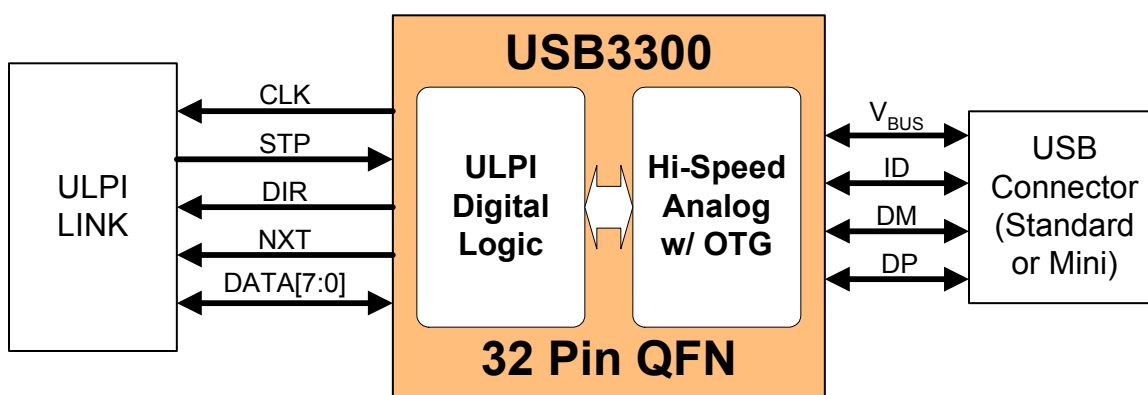 USB3300
ULPI
LINK
CLK
STP
DIR
NXT
DATA[7:0]
ULPI
Digital
Logic
Hi-Speed
Analog
w/ OTG
32 Pin QFN
VBUS
ID
DM
DP
USB
Connector
(Standard
or Mini)